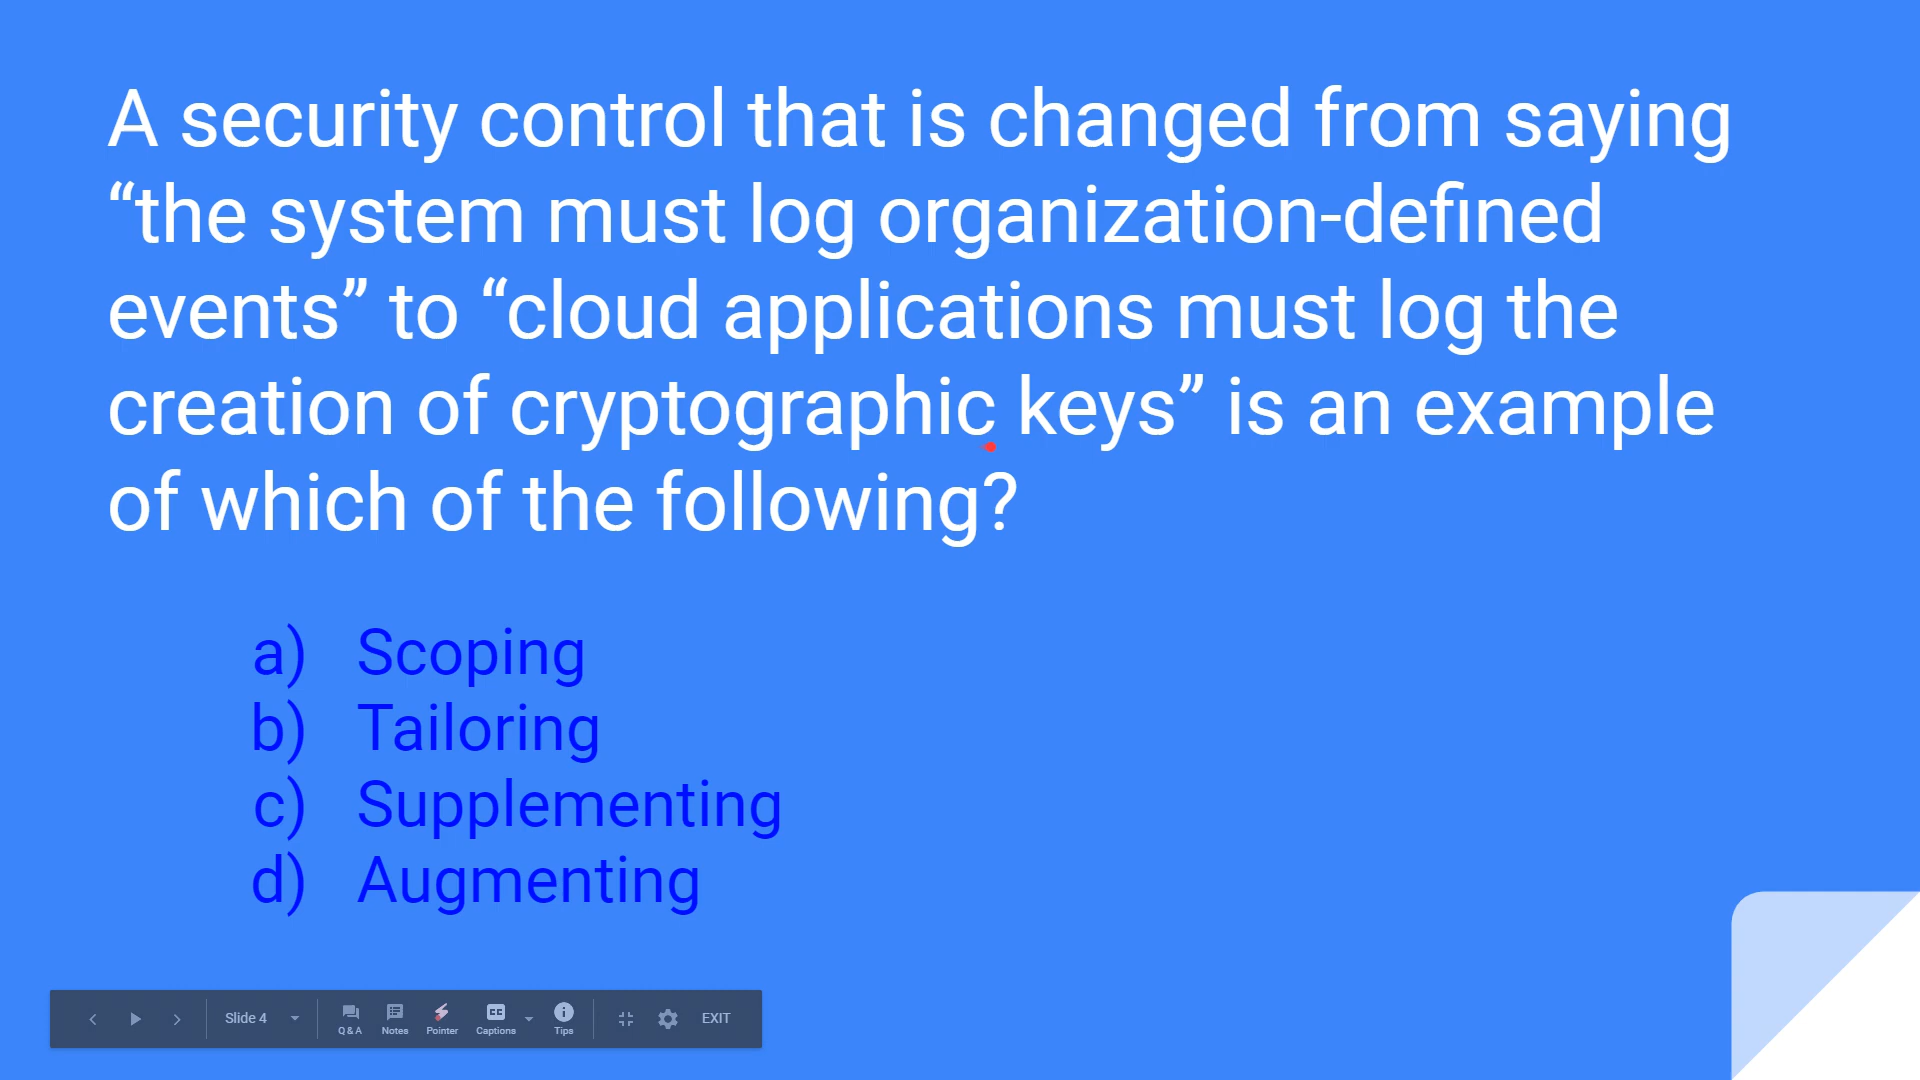 A security control that is changed from saying
“the system must log organization-defined
events” to “cloud applications must log the
creation of cryptographic keys” is an example
of which of the following?
a) Scoping
b) Tailoring
c) Supplementing
d) Augmenting
Slide 4
Q & A Notes Pointer Captions Tips EXIT